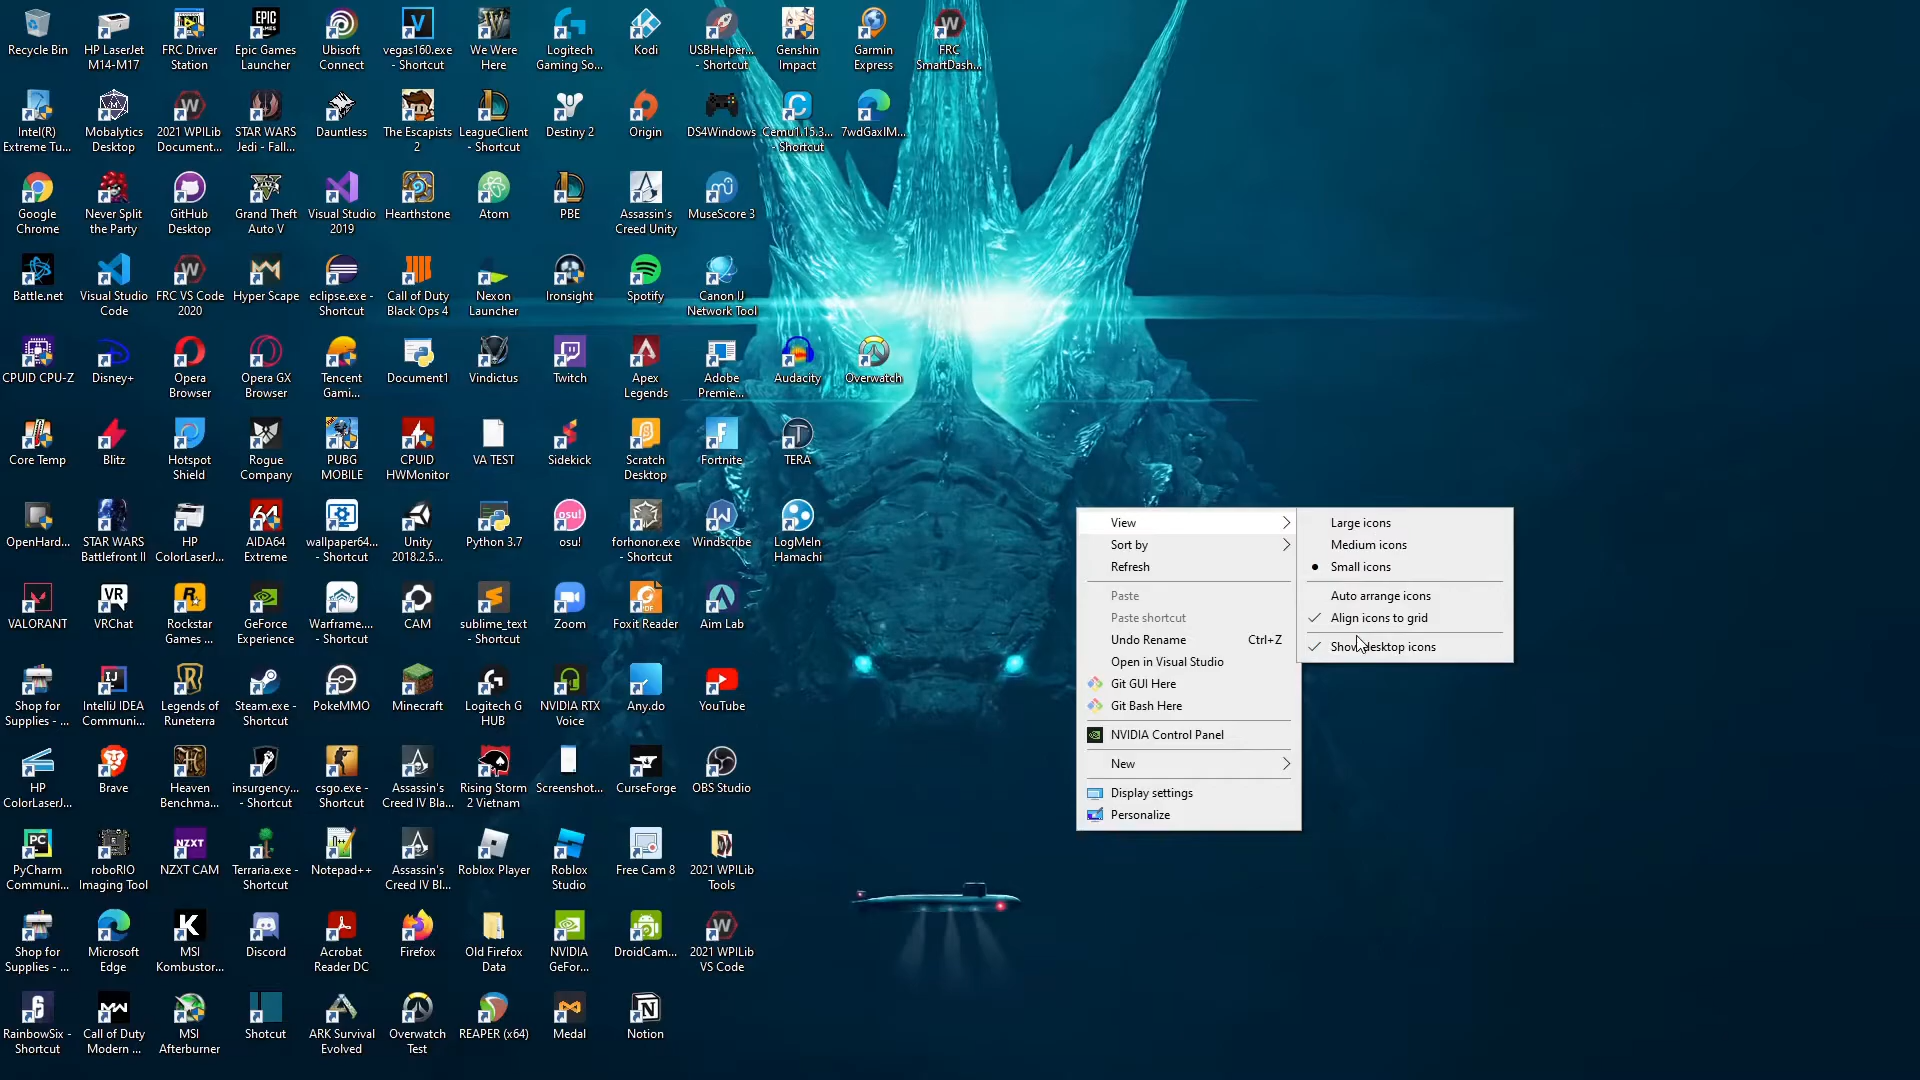 Recycle Bin
HP LaserJet
M14-M17
FRC Driver
Station
Epic Games
Launcher
Ubisoft
Connect
vegas160.exe
- Shortcut
We Were
Here
Logitech
Gaming So...
Kodi
USBHelper...
- Shortcut
Genshin
Impact
Garmin
Express
FRC
SmartDash...
Intel(R)
Extreme Tu...
Mobalytics
Desktop
2021 WPILib
Document...
STAR WARS
Jedi - Fall...
Dauntless
The Escapists
2
LeagueClient
- Shortcut
Destiny 2
Origin
DS4Windows
Cemu1.15.3...
- Shortcut
7wdGaxIM...
Google
Chrome
Never Split
the Party
GitHub
Desktop
Grand Theft
Auto V
Visual Studio
2019
Hearthstone
Atom
PBE
Assassin's
Creed Unity
MuseScore 3
Battle.net
Visual Studio
Code
FRC VS Code
2020
Hyper Scape
eclipse.exe -
Shortcut
Call of Duty
Black Ops 4
Nexon
Launcher
Ironsight
Spotify
Canon IJ
Network Tool
CPUID CPU-Z
Disney+
Opera
Browser
Opera GX
Browser
Tencent
Gami...
Document1
Vindictus
Twitch
Apex
Legends
Adobe
Premie...
Audacity
Overwatch
Core Temp
Blitz
Hotspot
Shield
Rogue
Company
PUBG
MOBILE
CPUID
HWMonitor
VA TEST
Sidekick
Scratch
Desktop
Fortnite
TERA
OpenHard...
STAR WARS
Battlefront II
HP
ColorLaserJ...
64
AIDA64
Extreme
wallpaper64...
- Shortcut
Unity
2018.2.5...
Python 3.7
osu!
osu!
forhonor.exe
- Shortcut
Windscribe
LogMeIn
Hamachi
VALORANT
VR
VRChat
Rockstar
Games ...
GeForce
Experience
Warframe....
- Shortcut
CAM
sublime_text
- Shortcut
Zoom
Foxit Reader
Aim Lab
Shop for
Supplies - ...
IJ
IntelliJ IDEA
Communi...
Legends of
Runeterra
Steam.exe -
Shortcut
PokeMMO
Minecraft
Logitech G
HUB
NVIDIA RTX
Voice
Any.do
YouTube
HP
ColorLaserJ...
Brave
Heaven
Benchma...
insurgency...
- Shortcut
csgo.exe -
Shortcut
Assassin's
Creed IV Bla...
Rising Storm
2 Vietnam
Screenshot...
CurseForge
OBS Studio
PC
PyCharm
Communi...
roboRIO
Imaging Tool
NZXT
NZXT CAM
Terraria.exe -
Shortcut
Notepad++
Assassin's
Creed IV Bl...
Roblox Player
Roblox
Studio
Free Cam 8
2021 WPILib
Tools
Shop for
Supplies - ...
Microsoft
Edge
K
MSI
Kombustor...
Discord
Acrobat
Reader DC
Firefox
Old Firefox
Data
NVIDIA
GeFor...
DroidCam...
2021 WPILib
VS Code
RainbowSix -
Shortcut
Call of Duty
Modern ...
MSI
Afterburner
Shotcut
ARK Survival
Evolved
Overwatch
Test
REAPER (x64)
Medal
Notion
View
Sort by
Refresh
Paste
Paste shortcut
Undo Rename Ctrl+Z
Open in Visual Studio
Git GUI Here
Git Bash Here
NVIDIA Control Panel
New
Display settings
Personalize
Large icons
Medium icons
Small icons
Auto arrange icons
Align icons to grid
Show desktop icons